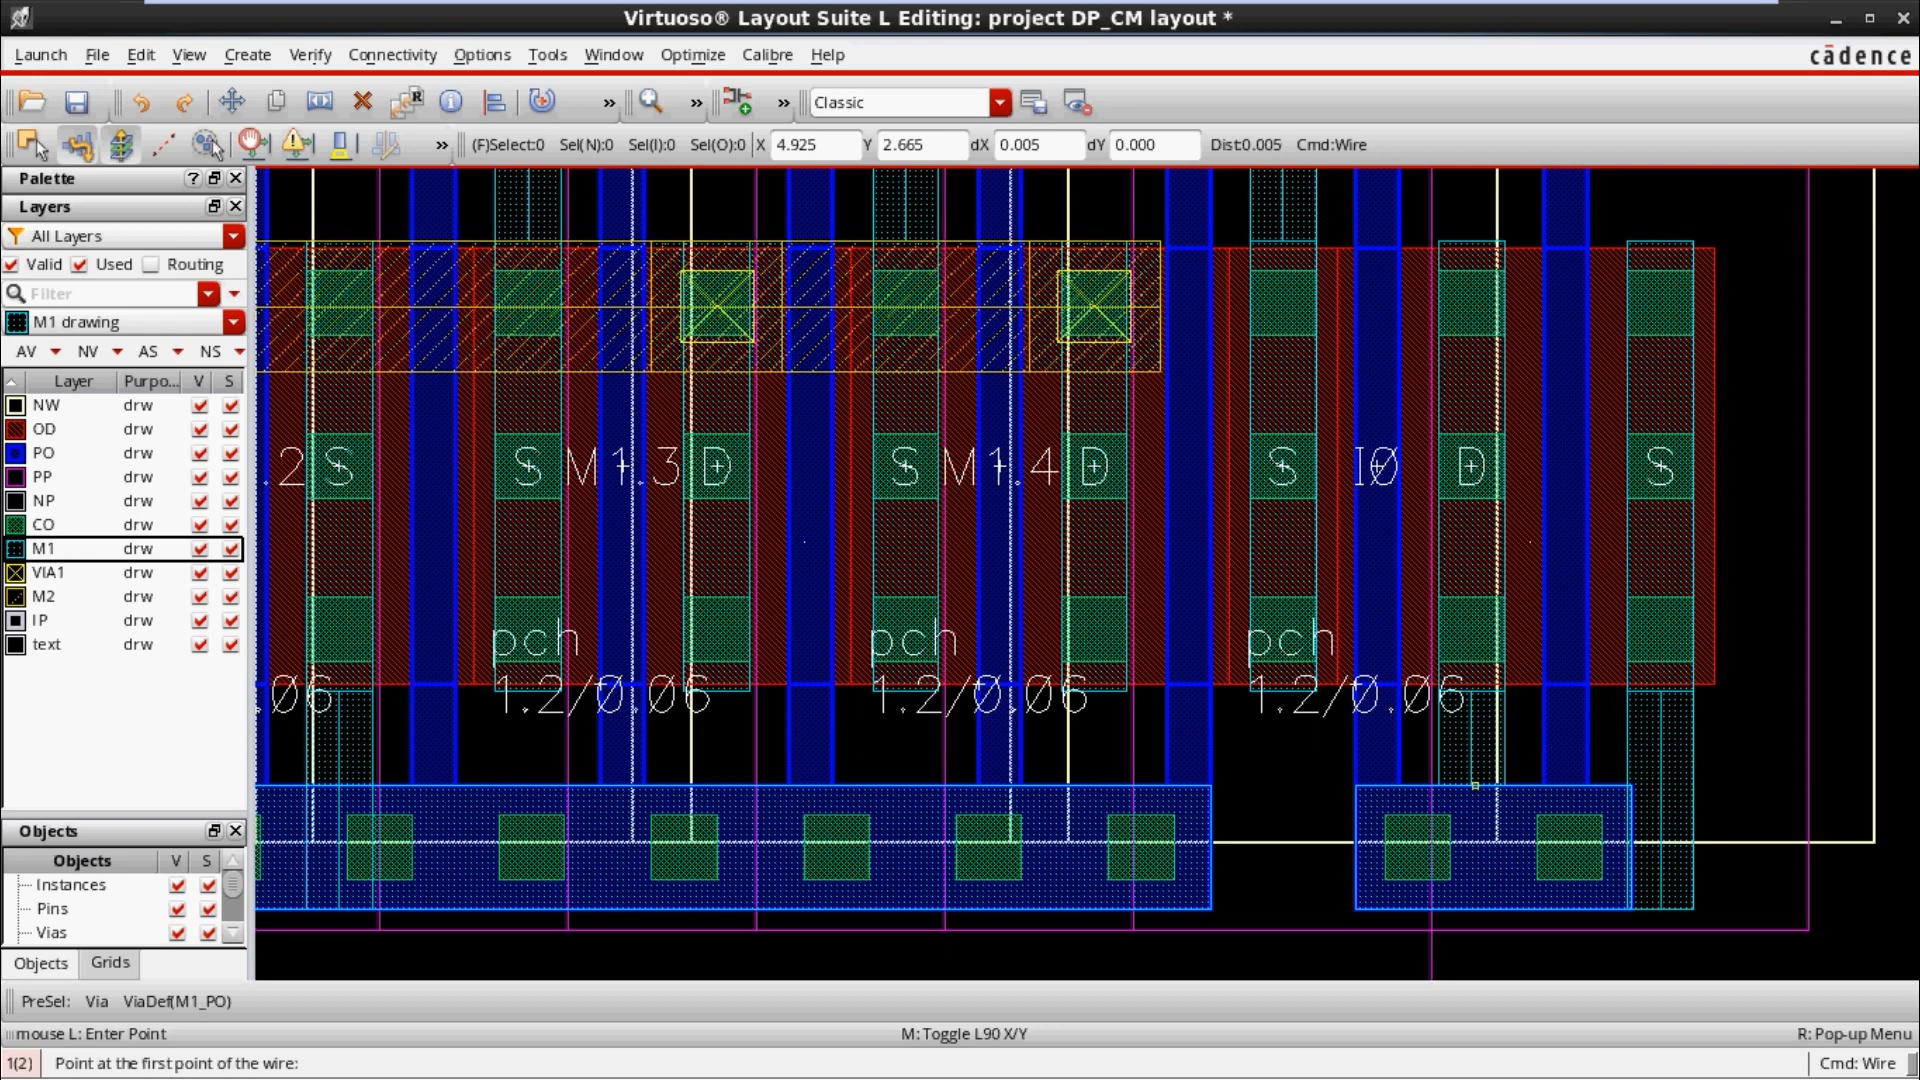 Virtuoso® Layout Suite L Editing: project DP_CM layout *
Launch File Edit View Create Verify Connectivity Options Tools Window Optimize Calibre Help
cādence
R » » » Classic
» (F)Select:0 Sel(N):0 Sel(I):0 Sel(O):0 X 4.925 Y 2.665 dX 0.005 dY 0.000 Dist:0.005 Cmd:Wire
Palette ?
Layers
All Layers
Valid Used Routing
Filter
M1 drawing
AV NV AS NS
Layer Purpo... V S
NW drw
OD drw
PO drw
PP drw
NP drw
CO drw
M1 drw
VIA1 drw
M2 drw
IP drw
text drw
.2 S S M1.3 D S M1.4 D S I0 D S
pch pch pch
.06 1.2/0.06 1.2/0.06 1.2/0.06
Objects
Objects V S
Instances
Pins
Vias
Objects Grids
PreSel: Via ViaDef(M1_PO)
mouse L: Enter Point M: Toggle L90 X/Y R: Pop-up Menu
1(2) Point at the first point of the wire: Cmd: Wire